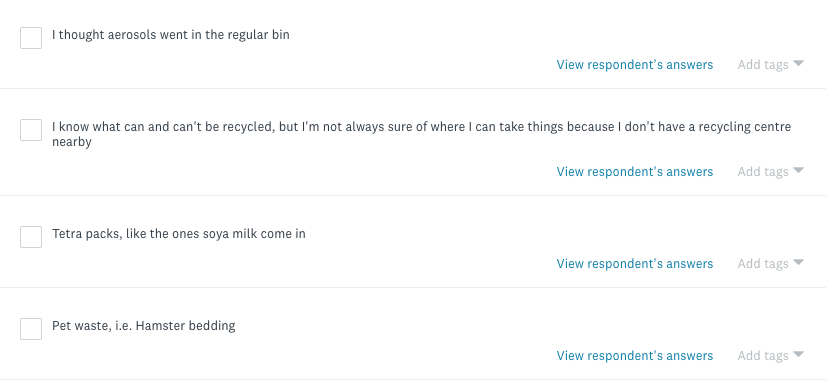 I thought aerosols went in the regular bin
View respondent's answers Add tags
I know what can and can't be recycled, but I'm not always sure of where I can take things because I don't have a recycling centre
nearby
View respondent's answers Add tags
Tetra packs, like the ones soya milk come in
View respondent's answers Add tags
Pet waste, i.e. Hamster bedding
View respondent's answers Add tags